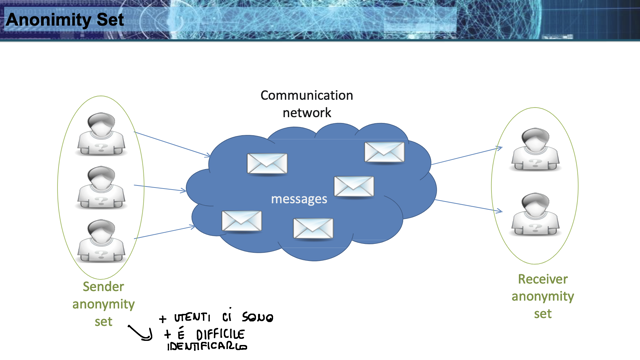 Anonimity Set
Communication
network
messages
Sender
anonymity
set
Receiver
anonymity
set
+ UTENTI CI SONO
+ É DIFFICILE
IDENTIFICARLO